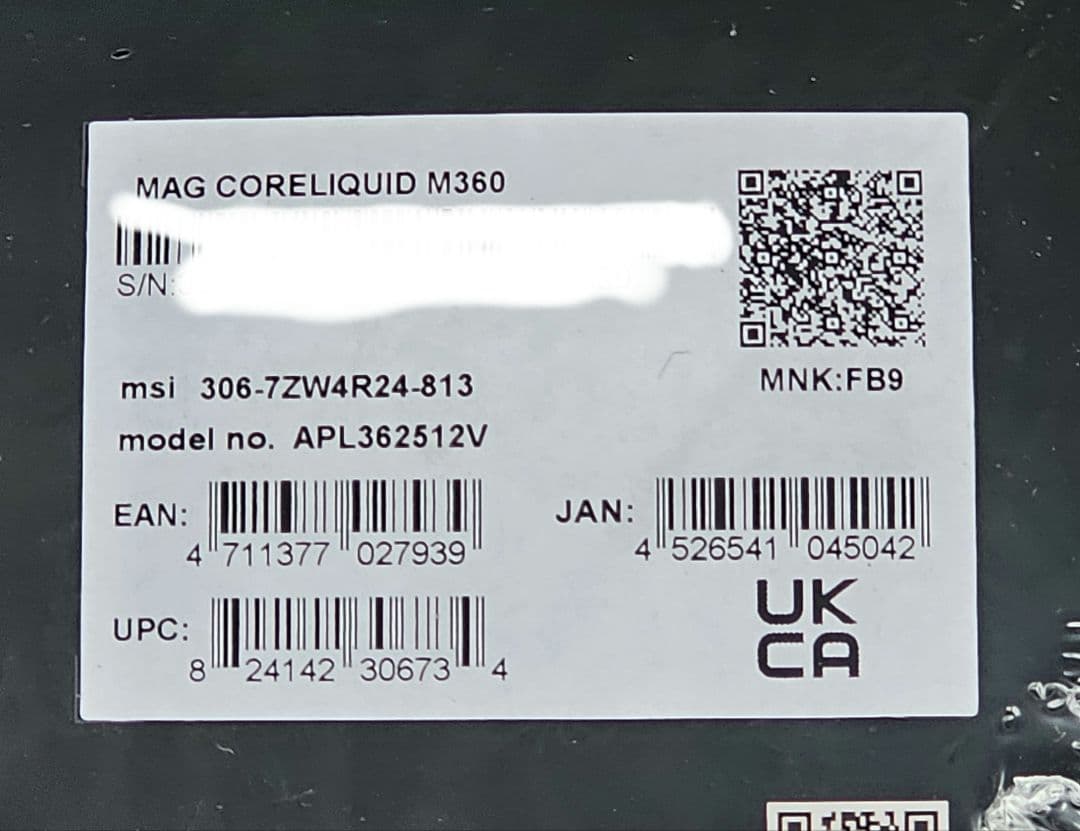 MAG CORELIQUID M360
S/N:
msi 306-7ZW4R24-813
model no. APL362512V
MNK:FB9
EAN:
4 711377 027939
JAN:
4 526541 045042
UPC:
8 24142 30673 4
UK
CA